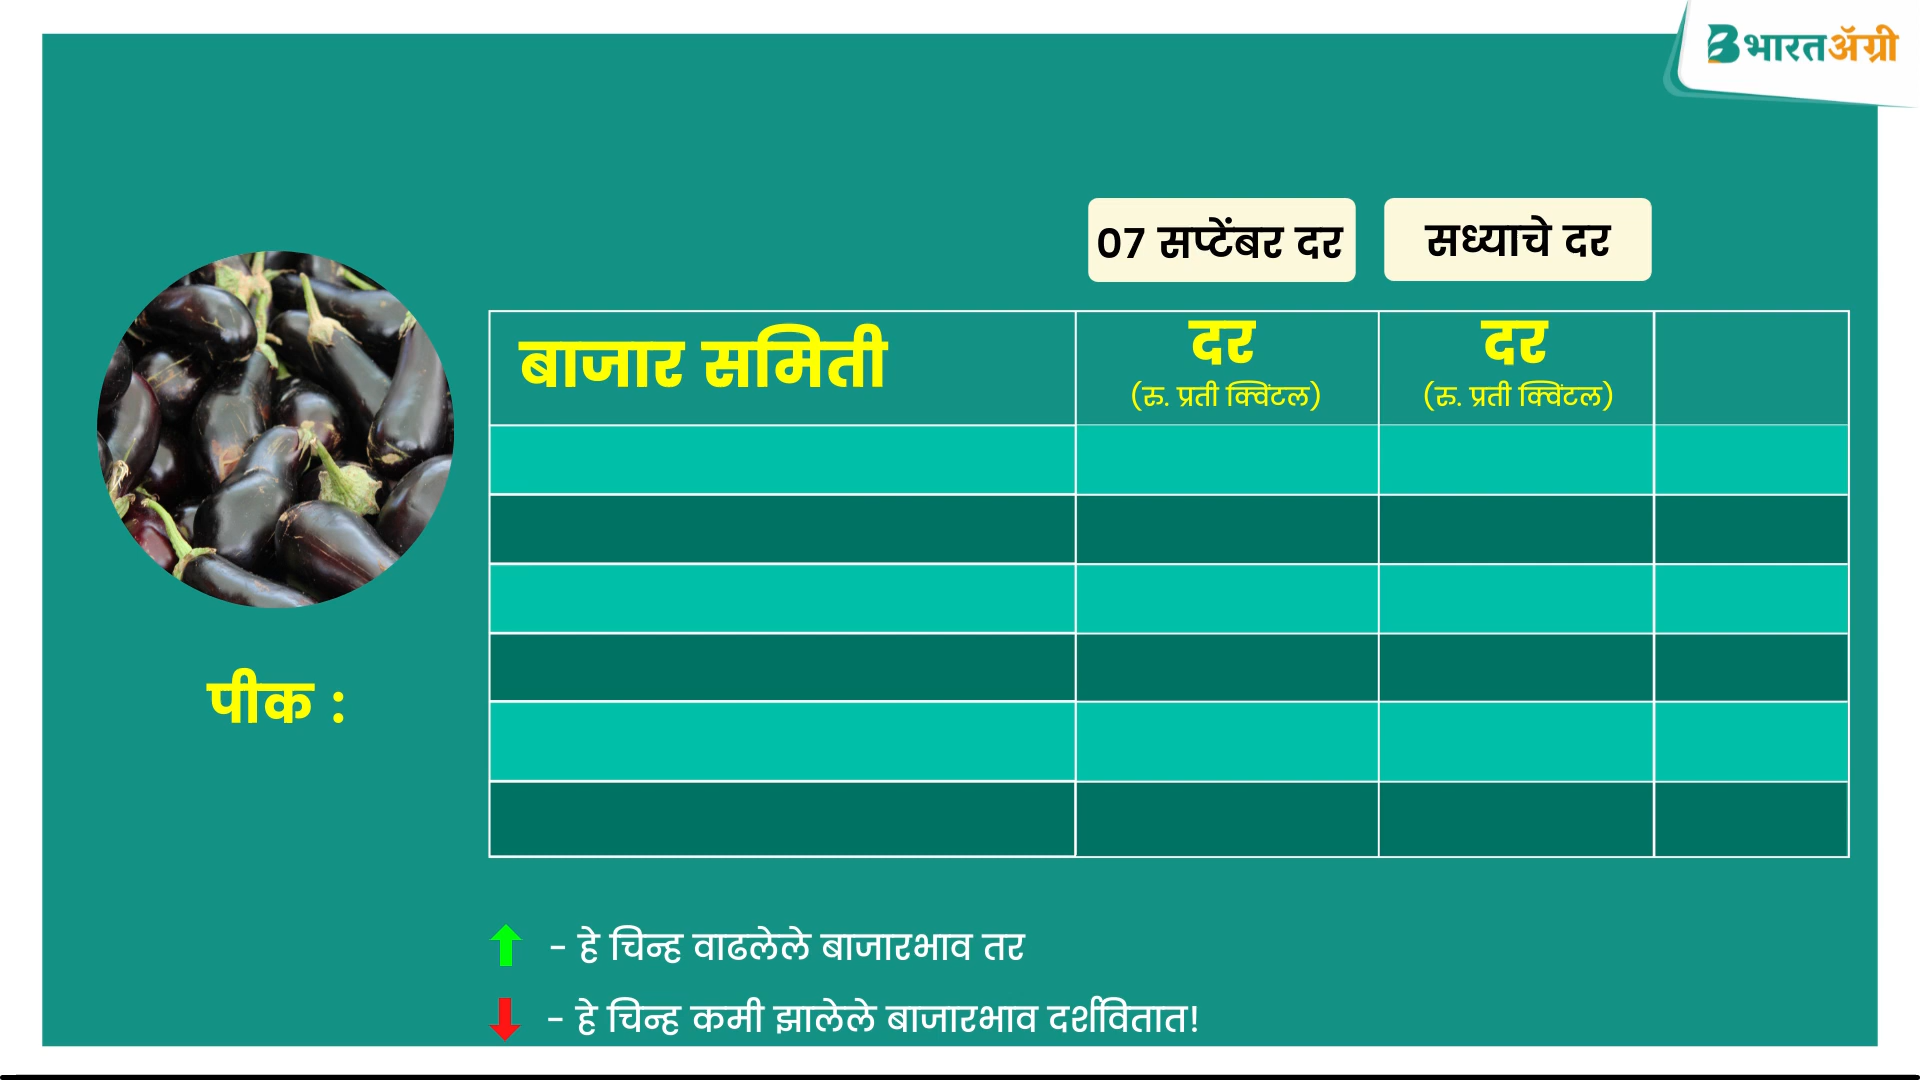 भारतॲग्री
07 सप्टेंबर दर
सध्याचे दर
बाजार समिती
दर
(रु. प्रती क्विंटल)
दर
(रु. प्रती क्विंटल)
पीक :
- हे चिन्ह वाढलेले बाजारभाव तर
- हे चिन्ह कमी झालेले बाजारभाव दर्शवितात!